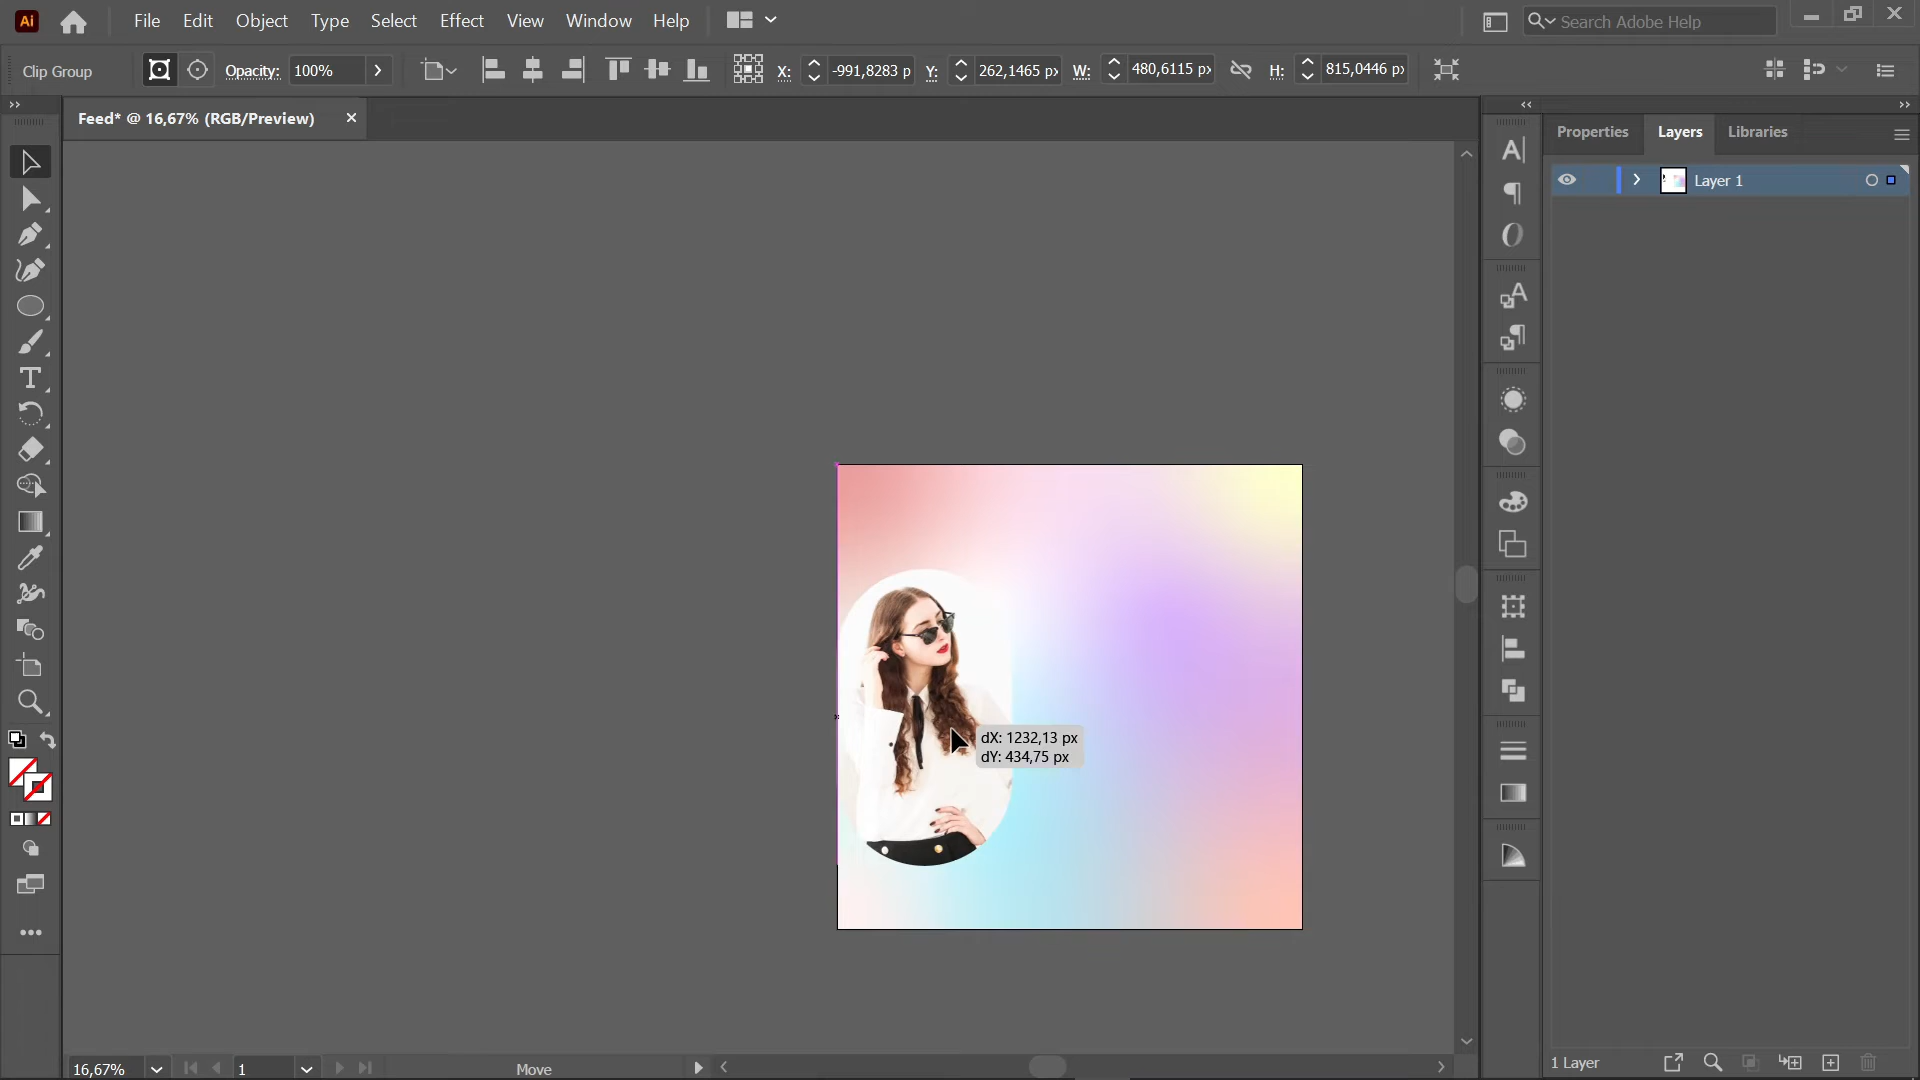 Ai File Edit Object Type Select Effect View Window Help Search Adobe Help
Clip Group Opacity: 100% X: -991,8283 p Y: 262,1465 px W: 480,6115 px H: 815,0446 px
Feed* @ 16,67% (RGB/Preview)
Properties Layers Libraries
Layer 1
dX: 1232,13 px
dY: 434,75 px
16,67% 1 Move
1 Layer